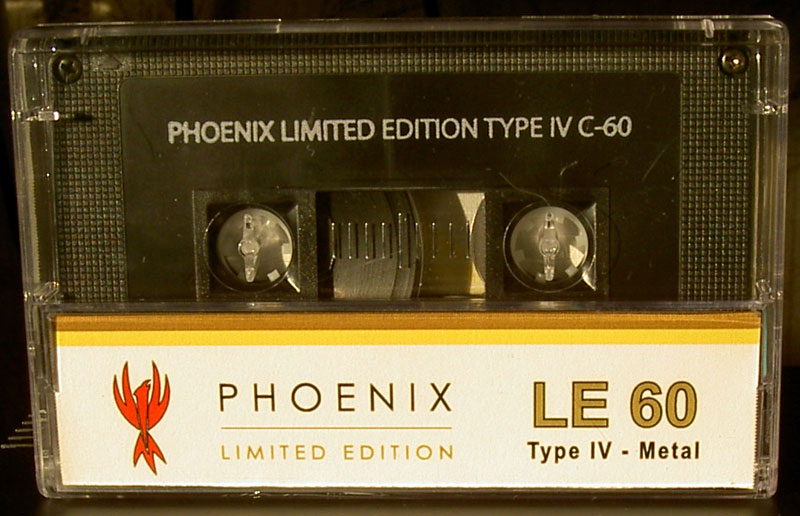 PHOENIX LIMITED EDITION TYPE IV C-60
PHOENIX
LIMITED EDITION
LE 60
Type IV - Metal